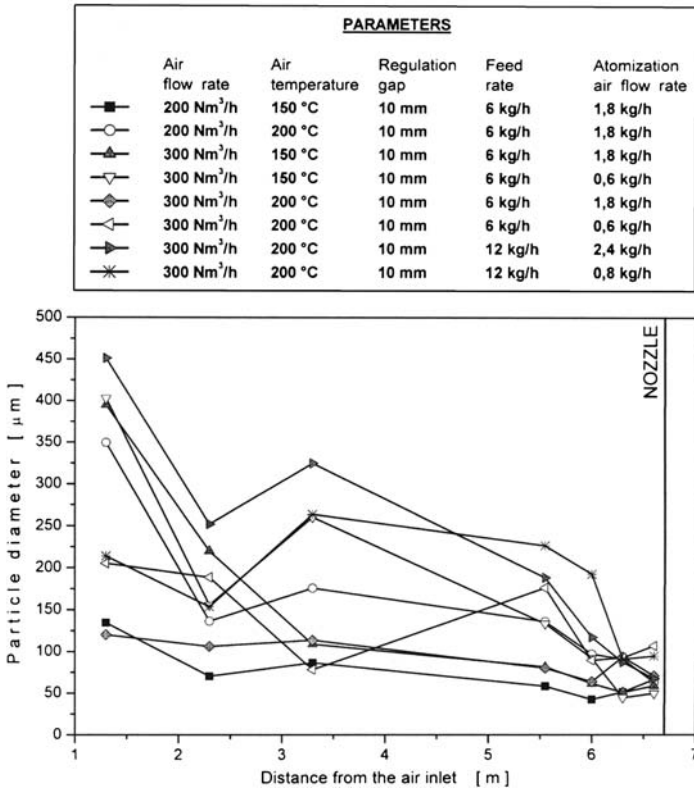 PARAMETERS
Air Air Regulation Feed Atomization
flow rate temperature gap rate air flow rate
200 Nm³/h 150 °C 10 mm 6 kg/h 1,8 kg/h
200 Nm³/h 200 °C 10 mm 6 kg/h 1,8 kg/h
300 Nm³/h 150 °C 10 mm 6 kg/h 1,8 kg/h
300 Nm³/h 150 °C 10 mm 6 kg/h 0,6 kg/h
300 Nm³/h 200 °C 10 mm 6 kg/h 1,8 kg/h
300 Nm³/h 200 °C 10 mm 6 kg/h 0,6 kg/h
300 Nm³/h 200 °C 10 mm 12 kg/h 2,4 kg/h
300 Nm³/h 200 °C 10 mm 12 kg/h 0,8 kg/h
Particle diameter [ μm ]
500
450
400
350
300
250
200
150
100
50
0
NOZZLE
1 2 3 4 5 6 7
Distance from the air inlet [ m ]